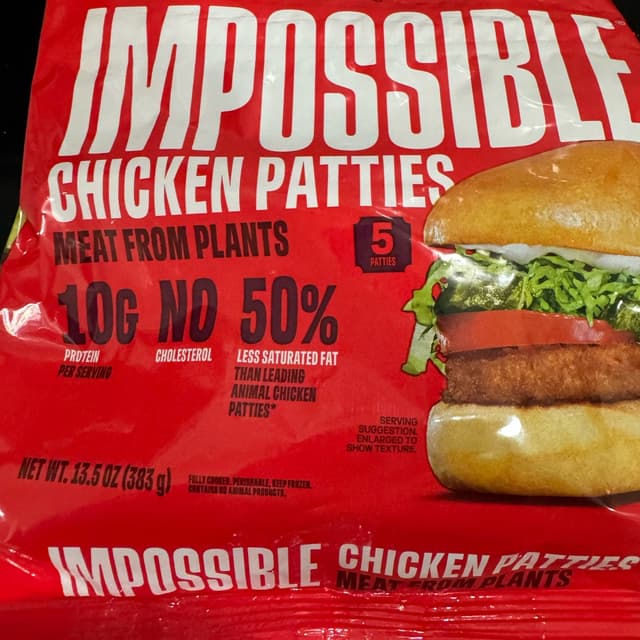 IMPOSSIBLE
CHICKEN PATTIES
MEAT FROM PLANTS
5
PATTIES
10G
PROTEIN
PER SERVING
NO
CHOLESTEROL
50%
LESS SATURATED FAT
THAN LEADING
ANIMAL CHICKEN
PATTIES*
SERVING
SUGGESTION.
ENLARGED TO
SHOW TEXTURE.
NET WT. 13.5 OZ (383 g)
FULLY COOKED. PERISHABLE, KEEP FROZEN.
CONTAINS NO ANIMAL PRODUCTS.
IMPOSSIBLE CHICKEN PATTIES
MEAT FROM PLANTS